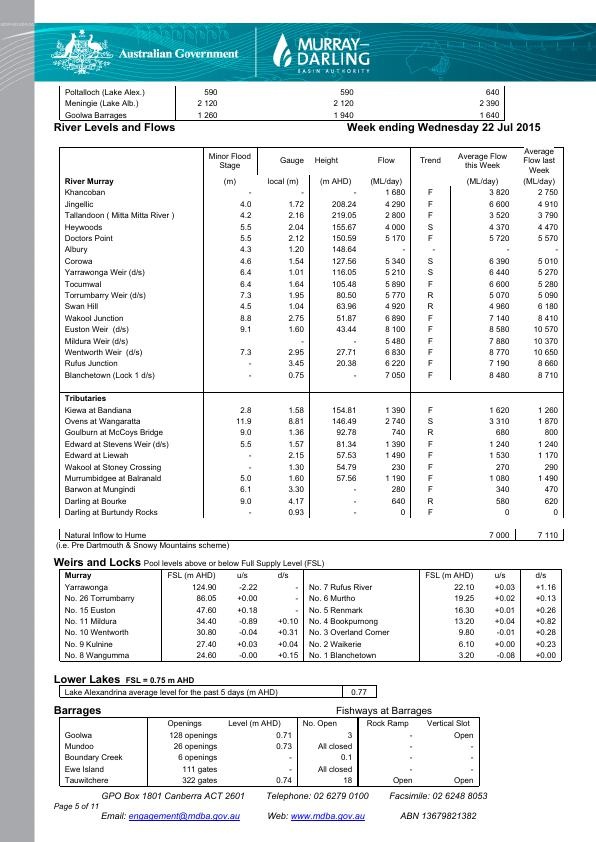 Australian Government
MURRAY–
DARLING
BASIN AUTHORITY
Poltalloch (Lake Alex.) 590 590 640
Meningie (Lake Alb.) 2 120 2 120 2 390
Goolwa Barrages 1 260 1 940 1 640
River Levels and Flows Week ending Wednesday 22 Jul 2015
Minor Flood Stage Gauge Height Flow Trend Average Flow this Week Average Flow last Week
River Murray (m) local (m) (m AHD) (ML/day) (ML/day) (ML/day)
Khancoban - - - 1 680 F 3 820 2 750
Jingellic 4.0 1.72 208.24 4 290 F 6 600 4 910
Tallandoon ( Mitta Mitta River ) 4.2 2.16 219.05 2 800 F 3 520 3 790
Heywoods 5.5 2.04 155.67 4 000 S 4 370 4 470
Doctors Point 5.5 2.12 150.59 5 170 F 5 720 5 570
Albury 4.3 1.20 148.64 - - - -
Corowa 4.6 1.54 127.56 5 340 S 6 390 5 010
Yarrawonga Weir (d/s) 6.4 1.01 116.05 5 210 S 6 440 5 270
Tocumwal 6.4 1.64 105.48 5 890 F 6 600 5 280
Torrumbarry Weir (d/s) 7.3 1.95 80.50 5 770 R 5 070 5 090
Swan Hill 4.5 1.04 63.96 4 920 R 4 960 6 180
Wakool Junction 8.8 2.75 51.87 6 890 F 7 140 8 410
Euston Weir (d/s) 9.1 1.60 43.44 8 100 F 8 580 10 570
Mildura Weir (d/s) - - 5 480 F 7 880 10 370
Wentworth Weir (d/s) 7.3 2.95 27.71 6 830 F 8 770 10 650
Rufus Junction - 3.45 20.38 6 220 F 7 190 8 660
Blanchetown (Lock 1 d/s) - 0.75 - 7 050 F 8 480 8 710
Tributaries
Kiewa at Bandiana 2.8 1.58 154.81 1 390 F 1 620 1 260
Ovens at Wangaratta 11.9 8.81 146.49 2 740 S 3 310 1 870
Goulburn at McCoys Bridge 9.0 1.36 92.78 740 R 680 800
Edward at Stevens Weir (d/s) 5.5 1.57 81.34 1 390 F 1 240 1 240
Edward at Liewah - 2.15 57.53 1 490 F 1 530 1 170
Wakool at Stoney Crossing - 1.30 54.79 230 F 270 290
Murrumbidgee at Balranald 5.0 1.60 57.56 1 190 F 1 080 1 490
Barwon at Mungindi 6.1 3.30 - 280 F 340 470
Darling at Bourke 9.0 4.17 - 640 R 580 620
Darling at Burtundy Rocks - 0.93 - 0 F 0 0
Natural Inflow to Hume 7 000 7 110
(i.e. Pre Dartmouth & Snowy Mountains scheme)
Weirs and Locks Pool levels above or below Full Supply Level (FSL)
Murray FSL (m AHD) u/s d/s FSL (m AHD) u/s d/s
Yarrawonga 124.90 -2.22 - No. 7 Rufus River 22.10 +0.03 +1.16
No. 26 Torrumbarry 86.05 +0.00 - No. 6 Murtho 19.25 +0.02 +0.13
No. 15 Euston 47.60 +0.18 - No. 5 Renmark 16.30 +0.01 +0.26
No. 11 Mildura 34.40 -0.89 +0.10 No. 4 Bookpurnong 13.20 +0.04 +0.82
No. 10 Wentworth 30.80 -0.04 +0.31 No. 3 Overland Corner 9.80 -0.01 +0.28
No. 9 Kulnine 27.40 +0.03 +0.04 No. 2 Waikerie 6.10 +0.00 +0.23
No. 8 Wangumma 24.60 -0.00 +0.15 No. 1 Blanchetown 3.20 -0.08 +0.00
Lower Lakes FSL = 0.75 m AHD
Lake Alexandrina average level for the past 5 days (m AHD) 0.77
Barrages Fishways at Barrages
Openings Level (m AHD) No. Open Rock Ramp Vertical Slot
Goolwa 128 openings 0.71 3 - Open
Mundoo 26 openings 0.73 All closed - -
Boundary Creek 6 openings - 0.1 - -
Ewe Island 111 gates - All closed - -
Tauwitchere 322 gates 0.74 18 Open Open
GPO Box 1801 Canberra ACT 2601 Telephone: 02 6279 0100 Facsimile: 02 6248 8053
Page 5 of 11
Email: engagement@mdba.gov.au Web: www.mdba.gov.au ABN 13679821382